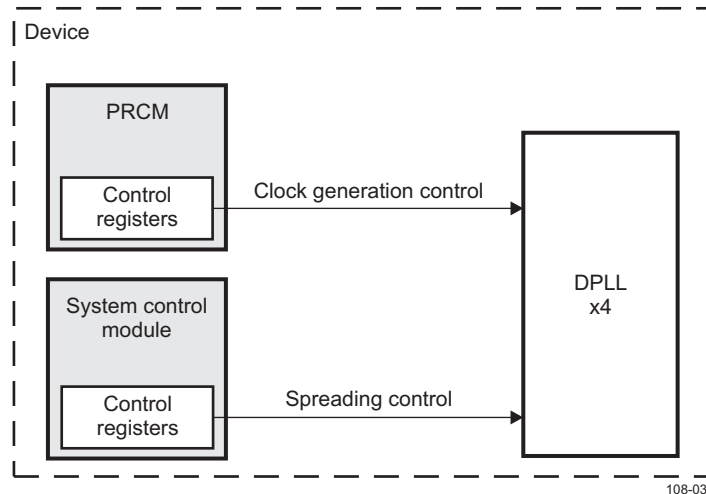 Device
PRCM
Control
registers
Clock generation control
System control
module
Control
registers
Spreading control
DPLL
x4
108-03